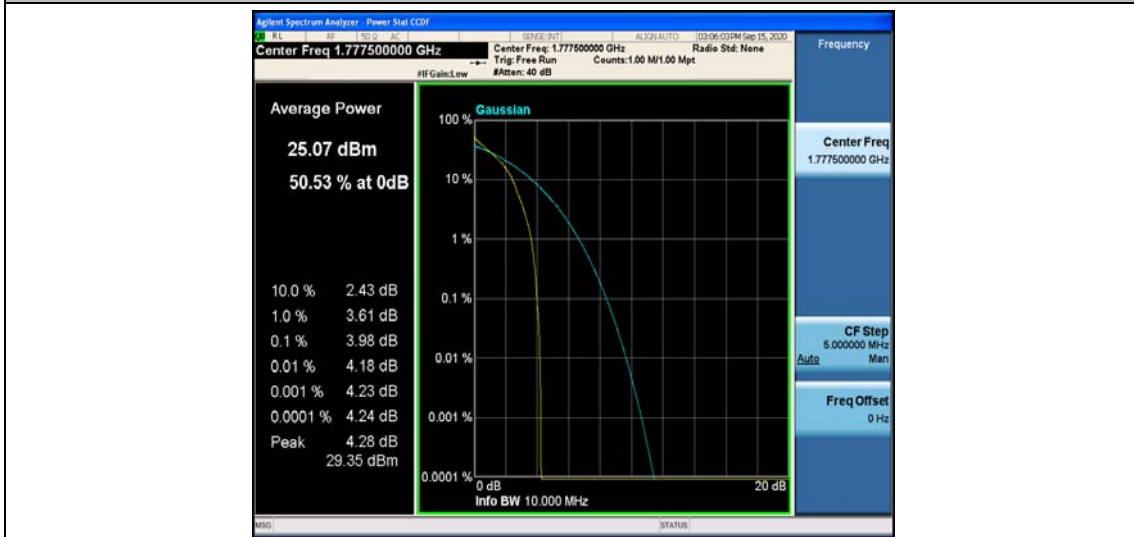 Agilent Spectrum Analyzer - Power Stat CCDF
RL RF 50 Ω AC SENSE:INT ALIGN AUTO 03:06:03 PM Sep 15, 2020
Center Freq 1.777500000 GHz
Center Freq: 1.777500000 GHz Radio Std: None
Trig: Free Run Counts:1.00 M/1.00 Mpt
#IFGain:Low #Atten: 40 dB
Frequency
Average Power
25.07 dBm
50.53 % at 0dB
10.0 % 2.43 dB
1.0 % 3.61 dB
0.1 % 3.98 dB
0.01 % 4.18 dB
0.001 % 4.23 dB
0.0001 % 4.24 dB
Peak 4.28 dB
29.35 dBm
Gaussian
100 %
10 %
1 %
0.1 %
0.01 %
0.001 %
0.0001 %
0 dB 20 dB
Info BW 10.000 MHz
Center Freq
1.777500000 GHz
CF Step
5.000000 MHz
Auto Man
Freq Offset
0 Hz
MSG STATUS